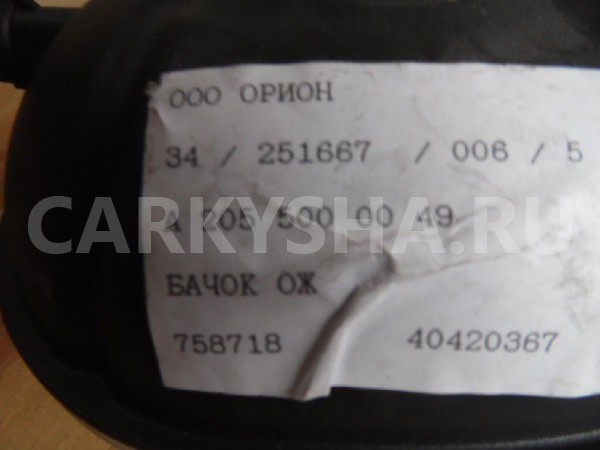 ООО ОРИОН
34 / 251667 / 006 / 5
А 205 500 00 49
CARKYSHA.RU
БАЧОК ОЖ
758718 40420367